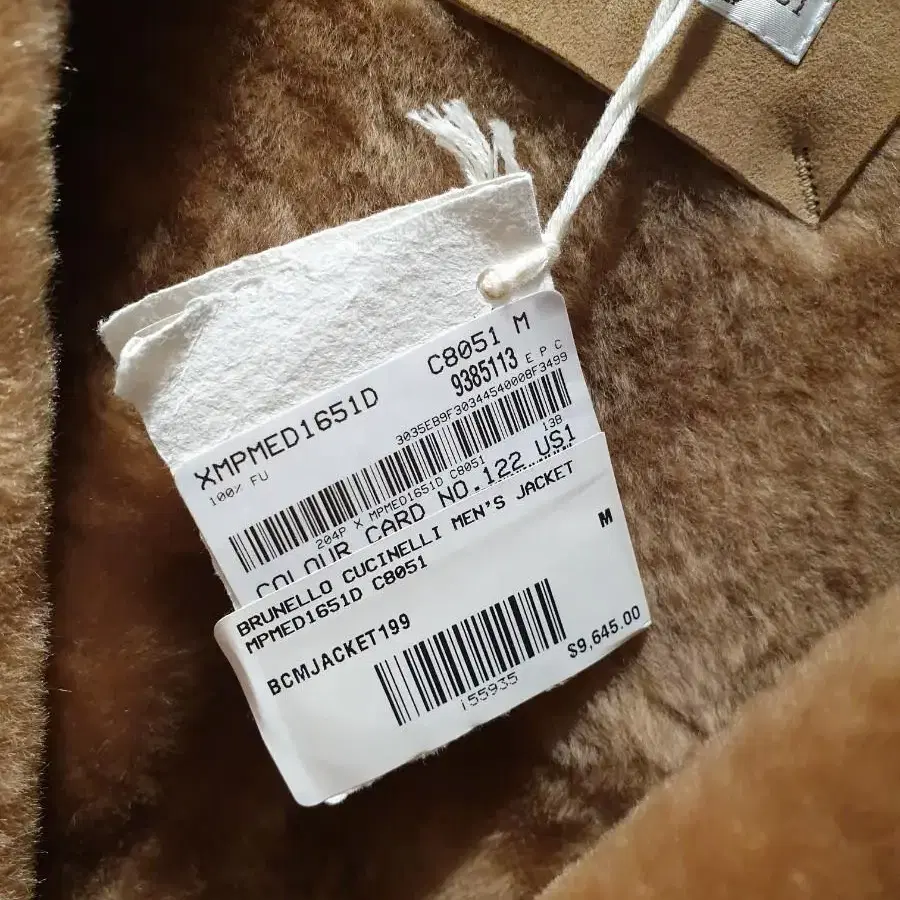 XMPMED1651D C8051 M
100% FU 9385113 E P C
3035EB9F30344540008F3499
138
204P X MPMED1651D C8051
COLOUR CARD NO.122 US1
BRUNELLO CUCINELLI MEN'S JACKET
MPMED1651D C8051 M
BCMJACKET199
155935
$9,645.00